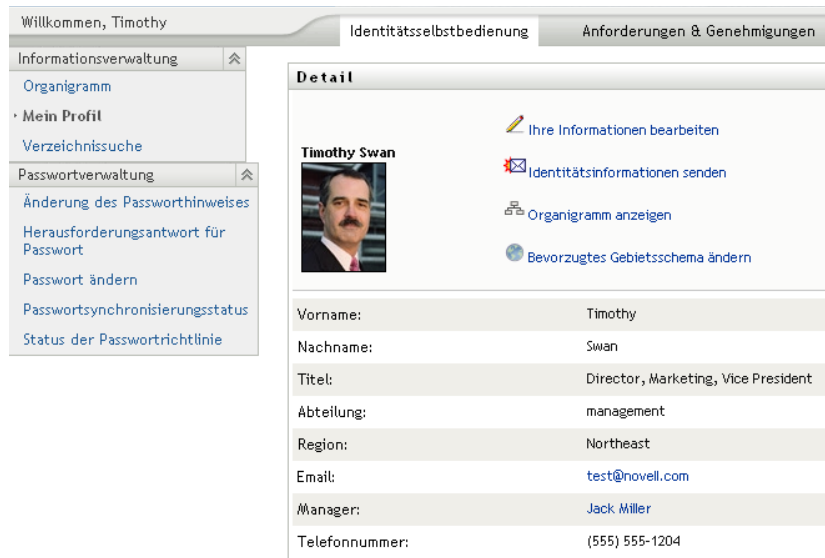 Willkommen, Timothy
Identitätsselbstbedienung
Anforderungen & Genehmigungen
Informationsverwaltung
Organigramm
Mein Profil
Verzeichnissuche
Passwortverwaltung
Änderung des Passworthinweises
Herausforderungsantwort für
Passwort
Passwort ändern
Passwortsynchronisierungsstatus
Status der Passwortrichtlinie
Detail
Timothy Swan
Ihre Informationen bearbeiten
Identitätsinformationen senden
Organigramm anzeigen
Bevorzugtes Gebietsschema ändern
Vorname: Timothy
Nachname: Swan
Titel: Director, Marketing, Vice President
Abteilung: management
Region: Northeast
Email: test@novell.com
Manager: Jack Miller
Telefonnummer: (555) 555-1204